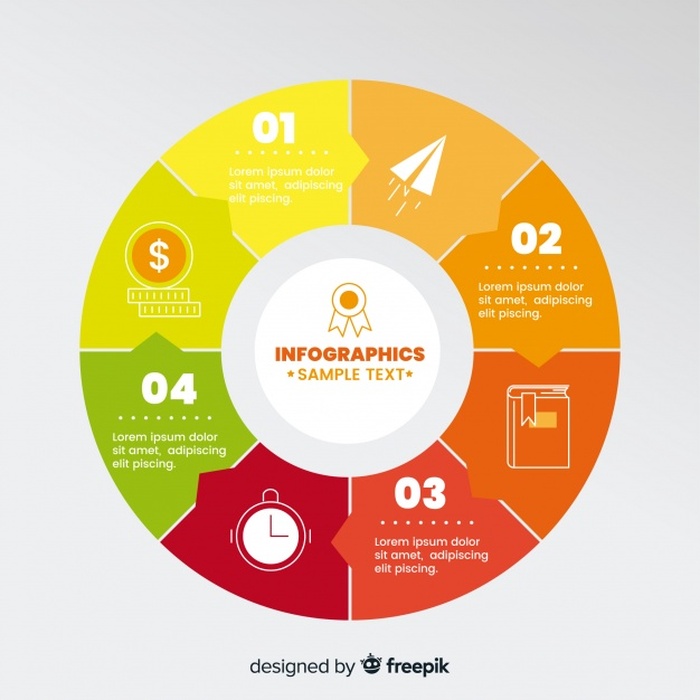 01
Lorem ipsum dolor
sit amet, adipiscing
elit piscing.
02
Lorem ipsum dolor
sit amet, adipiscing
elit piscing.
$
INFOGRAPHICS
SAMPLE TEXT
04
Lorem ipsum dolor
sit amet, adipiscing
elit piscing.
03
Lorem ipsum dolor
sit amet, adipiscing
elit piscing.
designed by freepik